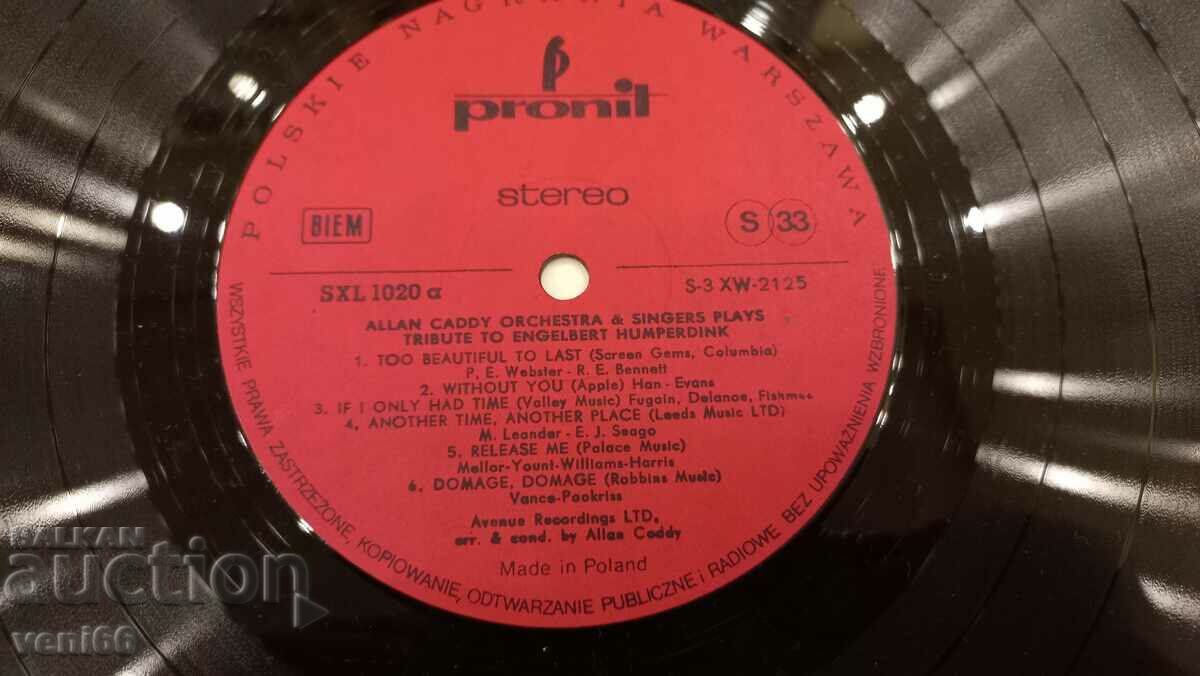 POLSKIE NAGRANIA WARSZAWA
pronit
stereo
BIEM
S 33
SXL 1020 a
S-3 XW-2125
ALLAN CADDY ORCHESTRA & SINGERS PLAYS
TRIBUTE TO ENGELBERT HUMPERDINK
1. TOO BEAUTIFUL TO LAST (Screen Gems, Columbia)
P. E. Webster - R. E. Bennett
2. WITHOUT YOU (Apple) Han - Evans
3. IF I ONLY HAD TIME (Valley Music) Fugain, Delance, Fishman
4. ANOTHER TIME, ANOTHER PLACE (Leeds Music LTD)
M. Leander - E. J. Seago
5. RELEASE ME (Palace Music)
Mellor-Yount-Williams-Harris
6. DOMAGE, DOMAGE (Robbins Music)
Vance-Pookriss
Avenue Recordings LTD.
arr. & cond. by Allan Caddy
Made in Poland
WSZYSTKIE PRAWA ZASTRZEŻONE, KOPIOWANIE, ODTWARZANIE PUBLICZNE i RADIOWE BEZ UPOWAŻNIENIA WZBRONIONE
BALKAN
auction
veni66